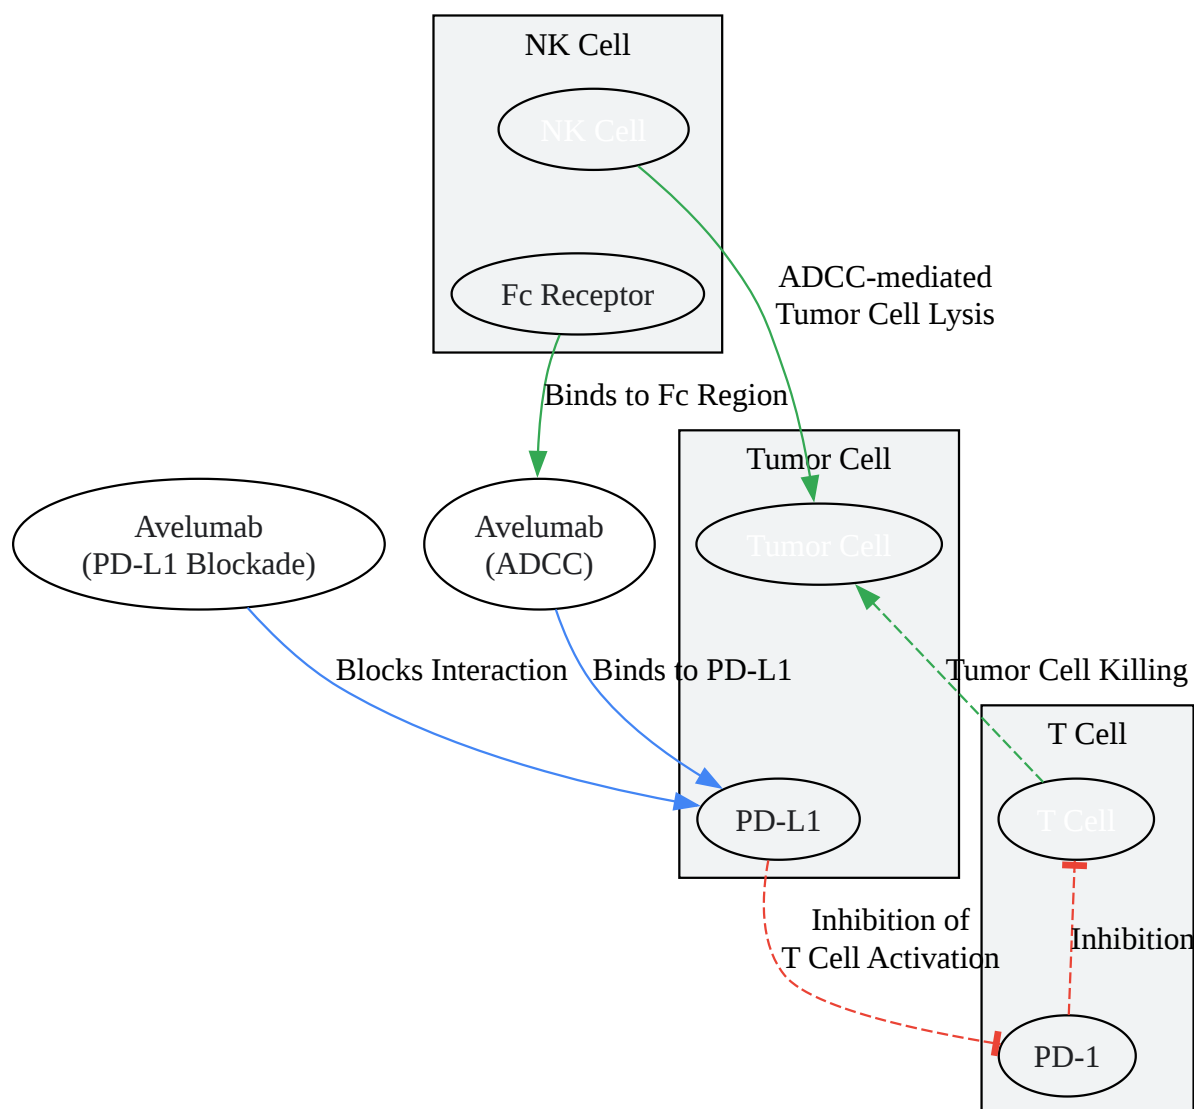 NK Cell
NK Cell
ADCC-mediated
Tumor Cell Lysis
Fc Receptor
Binds to Fc Region
Tumor Cell
Avelumab
(PD-L1 Blockade)
Avelumab
(ADCC)
Tumor Cell
Blocks Interaction
Binds to PD-L1
Tumor Cell Killing
T Cell
PD-L1
T Cell
Inhibition of
T Cell Activation
Inhibition
PD-1